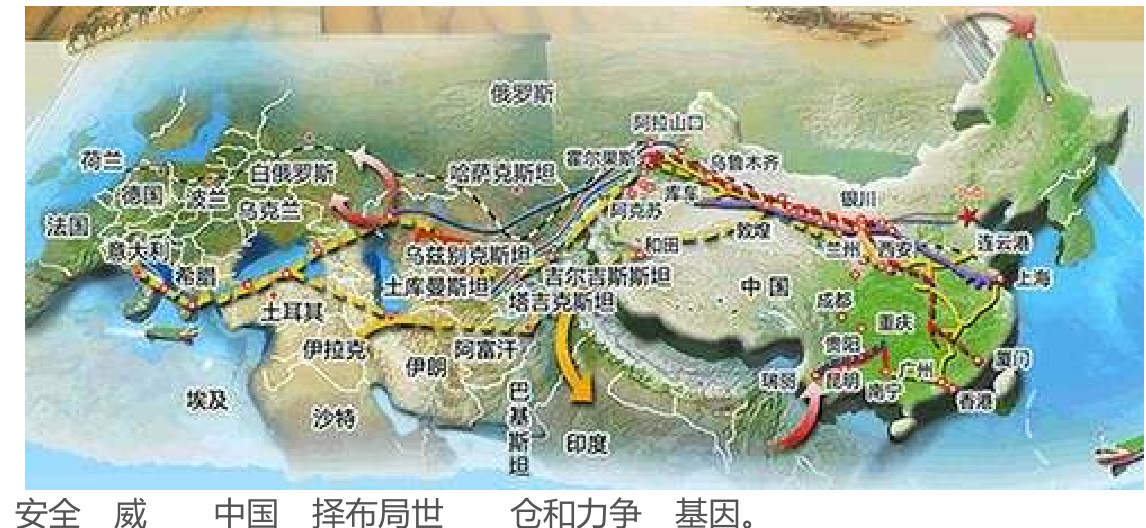 俄罗斯
阿拉山口
荷兰
白俄罗斯
哈萨克斯坦
霍尔果斯
乌鲁木齐
德国
波兰
乌克兰
库车
阿克苏
银川
法国
意大利
希腊
乌兹别克斯坦
和田
敦煌
兰州
西安
连云港
土库曼斯坦
吉尔吉斯斯坦
塔吉克斯坦
中国
上海
土耳其
成都
重庆
伊拉克
伊朗
阿富汗
贵阳
厦门
埃及
沙特
巴基斯坦
印度
瑞丽
昆明
南宁
广州
香港
安全 威 中国 择布局世 仓和力争 基因。